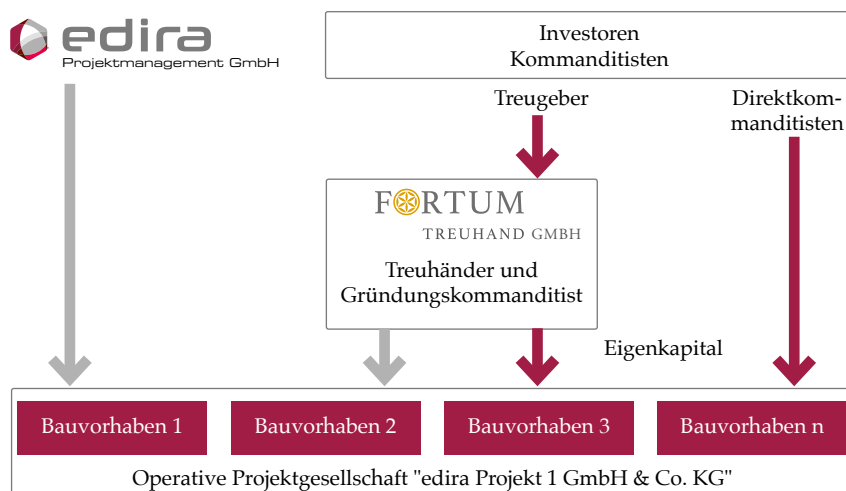 edira
Projektmanagement GmbH
Investoren
Kommanditisten
Treugeber
Direktkom-
manditisten
FORTUM
TREUHAND GMBH
Treuhänder und
Gründungskommanditist
Eigenkapital
Bauvorhaben 1
Bauvorhaben 2
Bauvorhaben 3
Bauvorhaben n
Operative Projektgesellschaft "edira Projekt 1 GmbH & Co. KG"